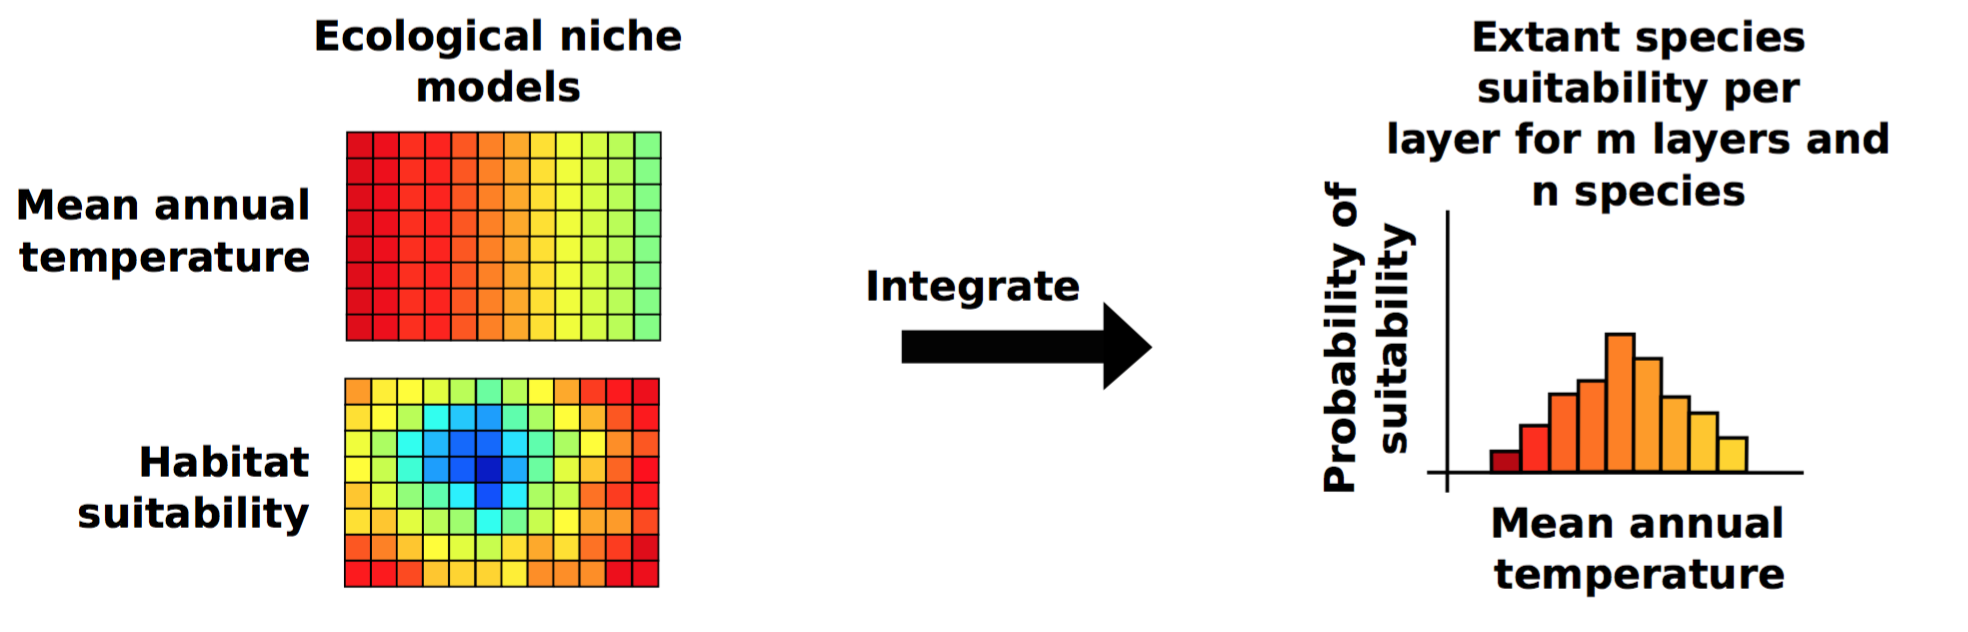 Ecological niche
models
Mean annual
temperature
Habitat
suitability
Integrate
Extant species
suitability per
layer for m layers and
n species
Probability of
suitability
Mean annual
temperature